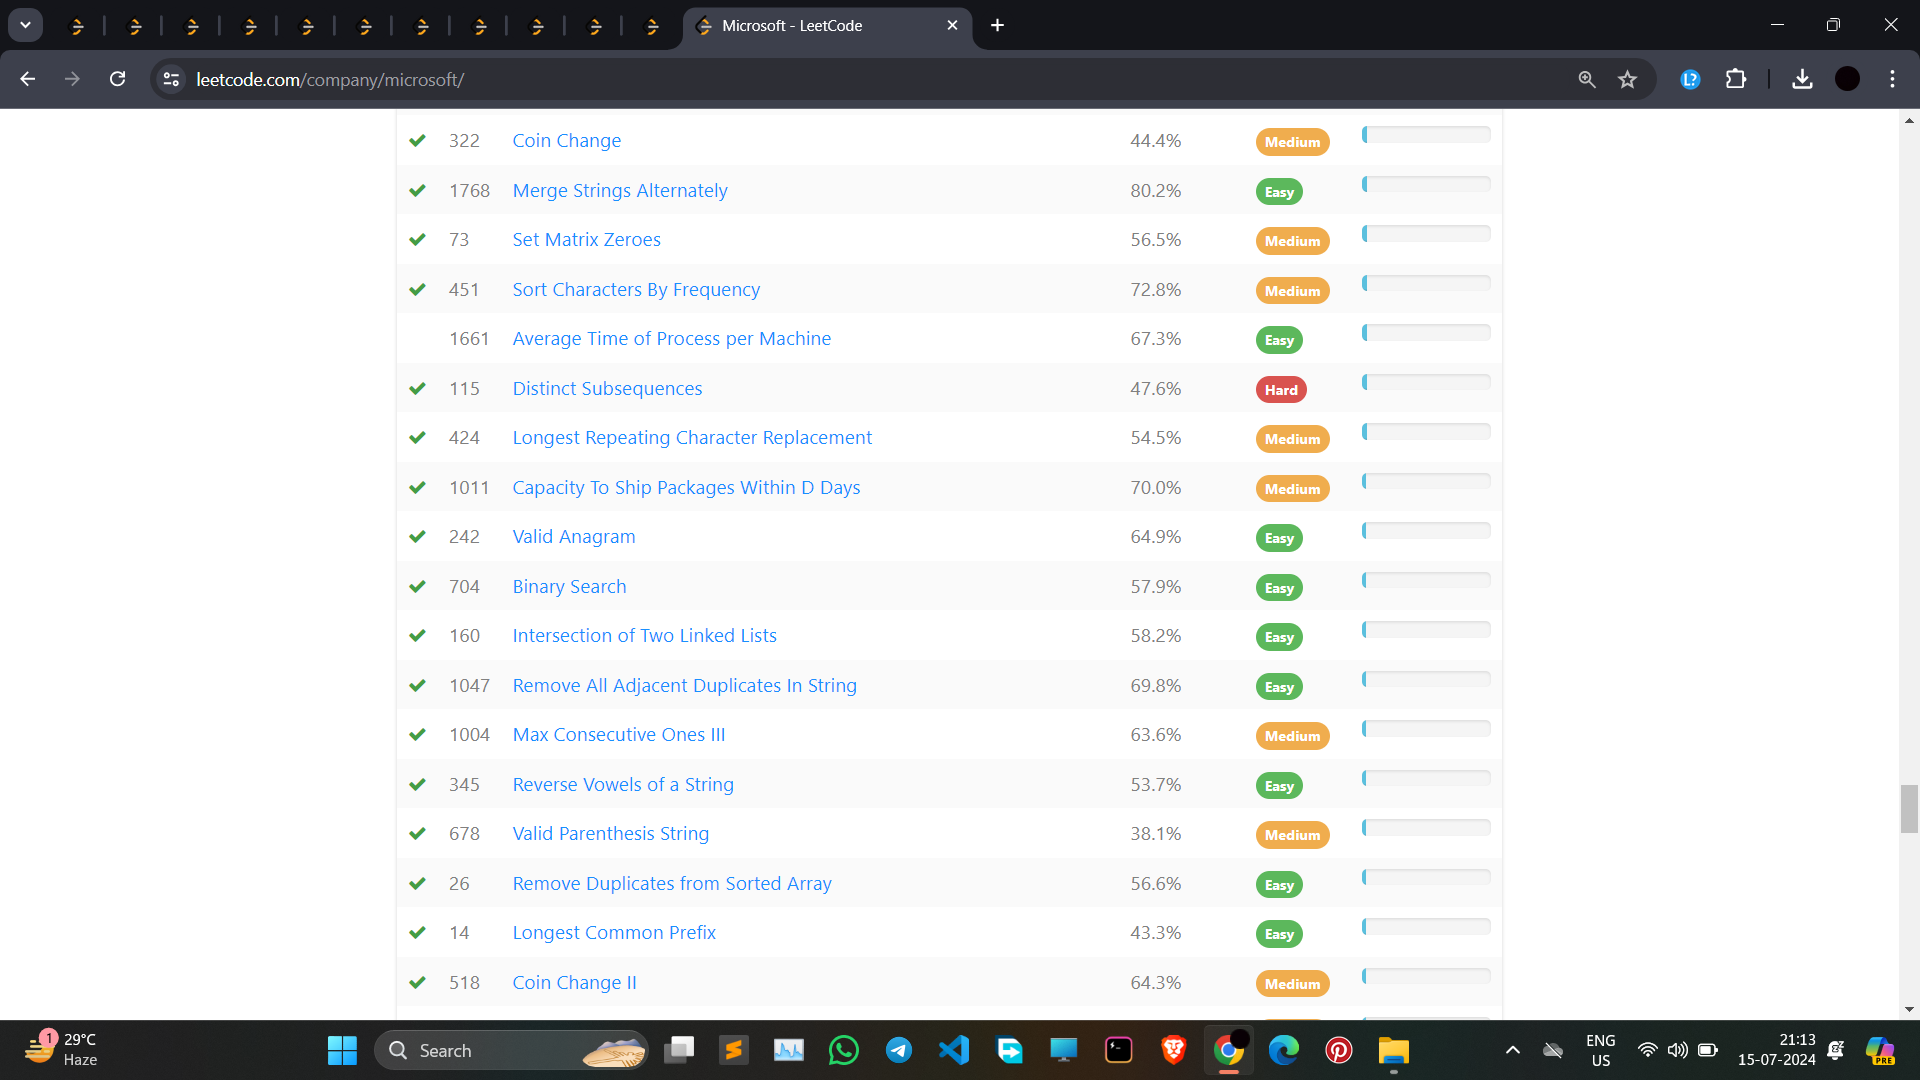 Microsoft - LeetCode
leetcode.com/company/microsoft/
322 Coin Change 44.4% Medium
1768 Merge Strings Alternately 80.2% Easy
73 Set Matrix Zeroes 56.5% Medium
451 Sort Characters By Frequency 72.8% Medium
1661 Average Time of Process per Machine 67.3% Easy
115 Distinct Subsequences 47.6% Hard
424 Longest Repeating Character Replacement 54.5% Medium
1011 Capacity To Ship Packages Within D Days 70.0% Medium
242 Valid Anagram 64.9% Easy
704 Binary Search 57.9% Easy
160 Intersection of Two Linked Lists 58.2% Easy
1047 Remove All Adjacent Duplicates In String 69.8% Easy
1004 Max Consecutive Ones III 63.6% Medium
345 Reverse Vowels of a String 53.7% Easy
678 Valid Parenthesis String 38.1% Medium
26 Remove Duplicates from Sorted Array 56.6% Easy
14 Longest Common Prefix 43.3% Easy
518 Coin Change II 64.3% Medium
1 29°C
Haze
Search
ENG
US
21:13
15-07-2024
PRE